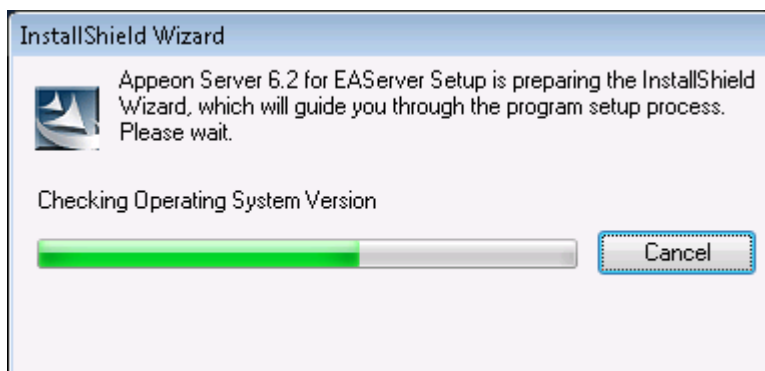 InstallShield Wizard
Appeon Server 6.2 for EAServer Setup is preparing the InstallShield
Wizard, which will guide you through the program setup process.
Please wait.
Checking Operating System Version
Cancel